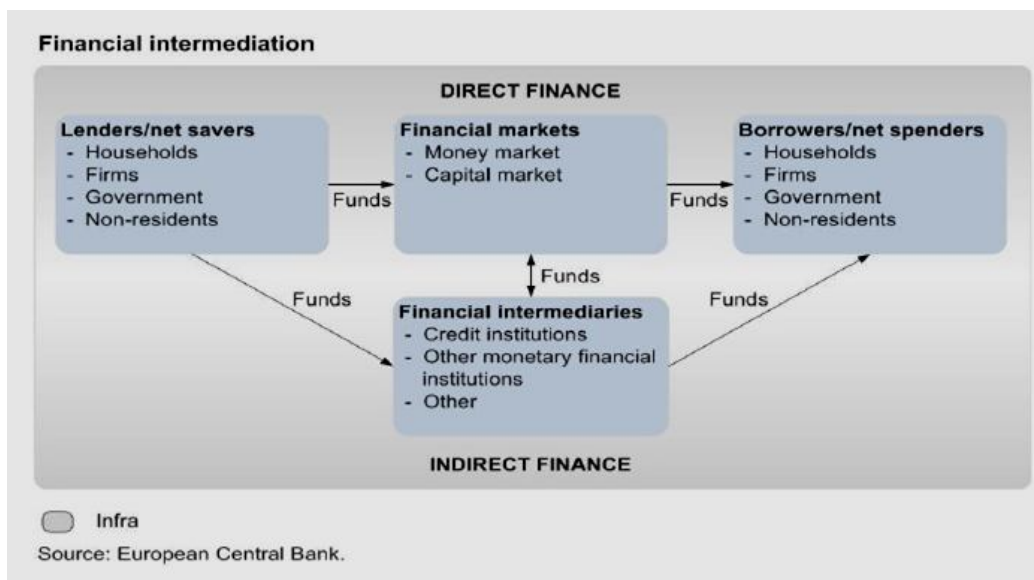 Financial intermediation
DIRECT FINANCE
Lenders/net savers
- Households
- Firms
- Government
- Non-residents
Funds
Financial markets
- Money market
- Capital market
Funds
Borrowers/net spenders
- Households
- Firms
- Government
- Non-residents
Funds
Funds
Funds
Financial intermediaries
- Credit institutions
- Other monetary financial
institutions
- Other
INDIRECT FINANCE
Infra
Source: European Central Bank.